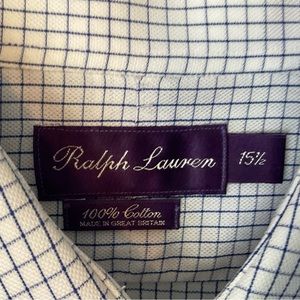 Ralph Lauren
15½
100% Cotton
MADE IN GREAT BRITAIN